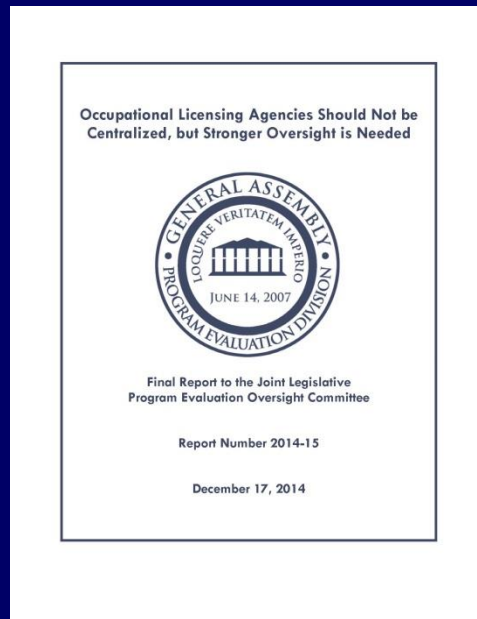 Occupational Licensing Agencies Should Not be
Centralized, but Stronger Oversight is Needed
GENERAL ASSEMBLY
LOQUERE VERITATEM IMPERIO
JUNE 14, 2007
PROGRAM EVALUATION DIVISION
Final Report to the Joint Legislative
Program Evaluation Oversight Committee
Report Number 2014-15
December 17, 2014